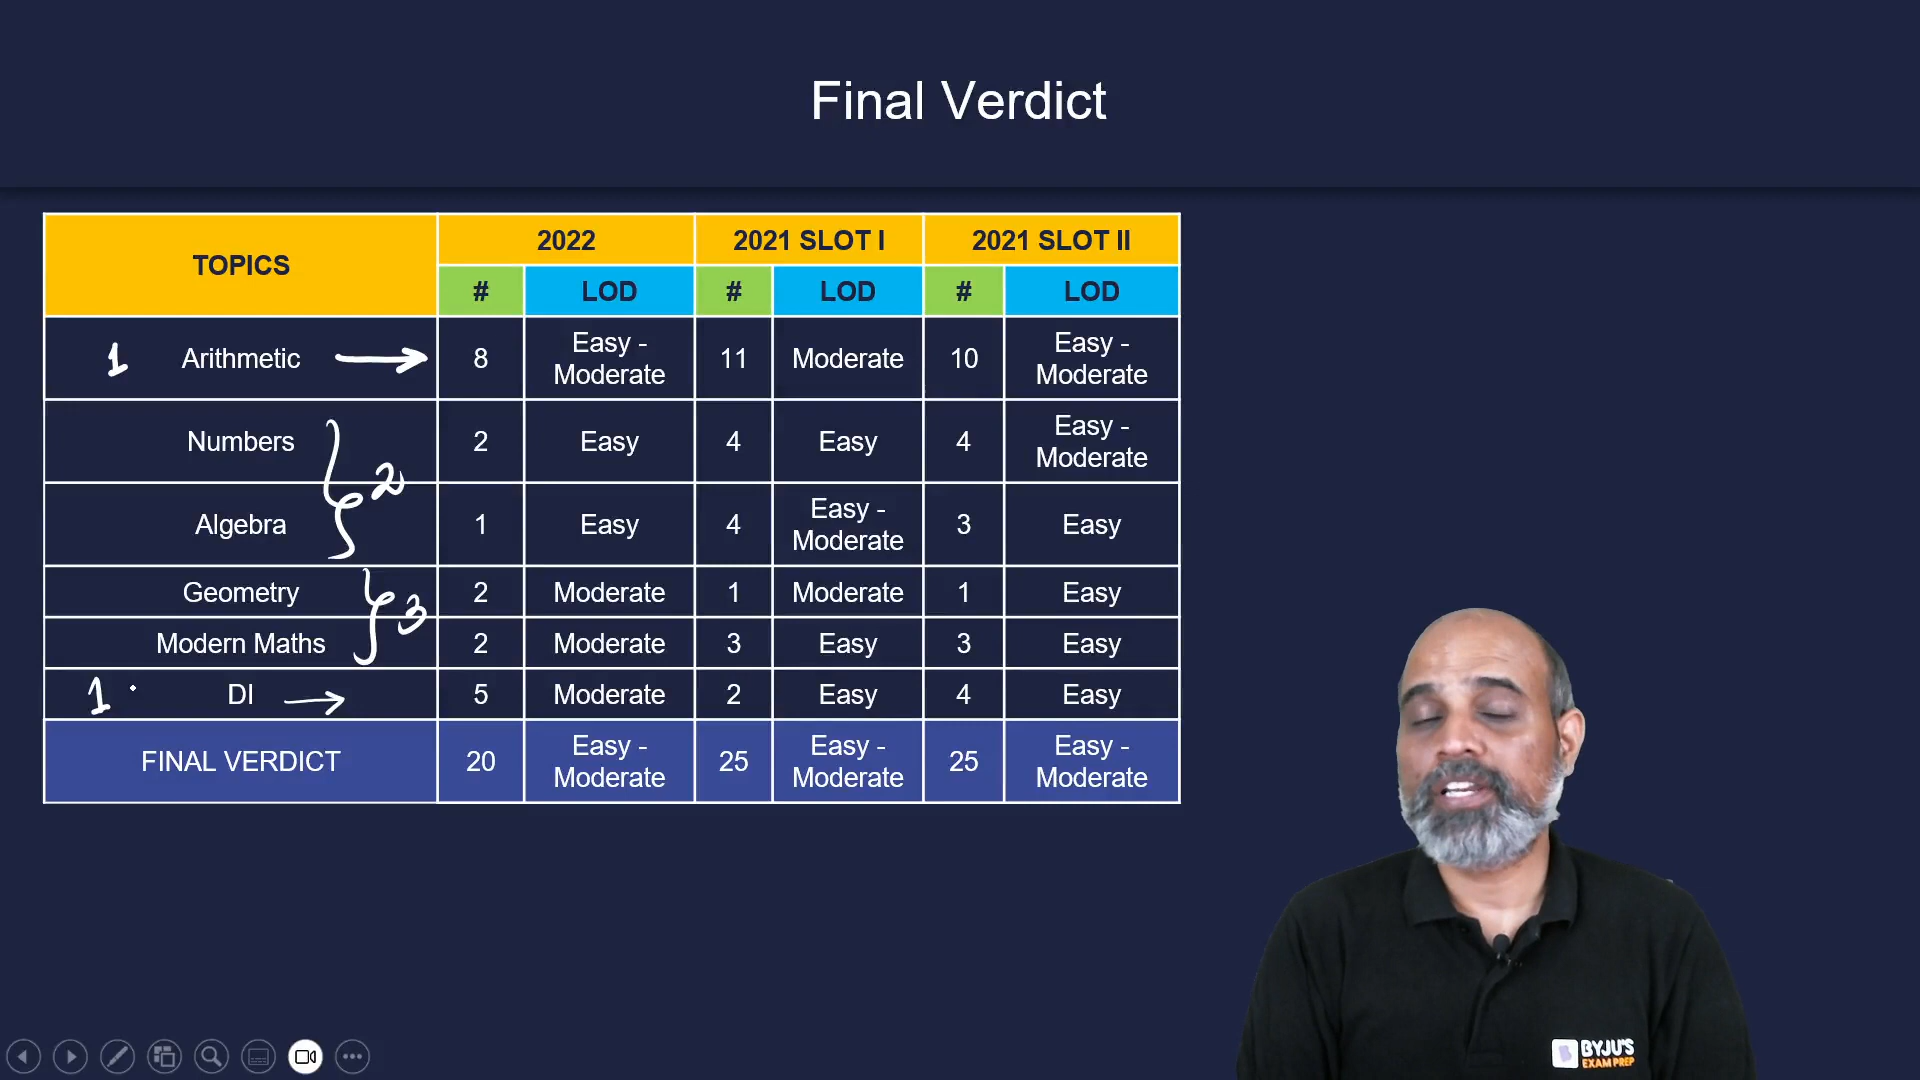 Final Verdict
TOPICS 2022 2021 SLOT I 2021 SLOT II
# LOD # LOD # LOD
1 Arithmetic → 8 Easy - Moderate 11 Moderate 10 Easy - Moderate
Numbers 2 Easy 4 Easy 4 Easy - Moderate
2
Algebra 1 Easy 4 Easy - Moderate 3 Easy
Geometry 2 Moderate 1 Moderate 1 Easy
3
Modern Maths 2 Moderate 3 Easy 3 Easy
1 DI → 5 Moderate 2 Easy 4 Easy
FINAL VERDICT 20 Easy - Moderate 25 Easy - Moderate 25 Easy - Moderate
BYJU'S
EXAM PREP